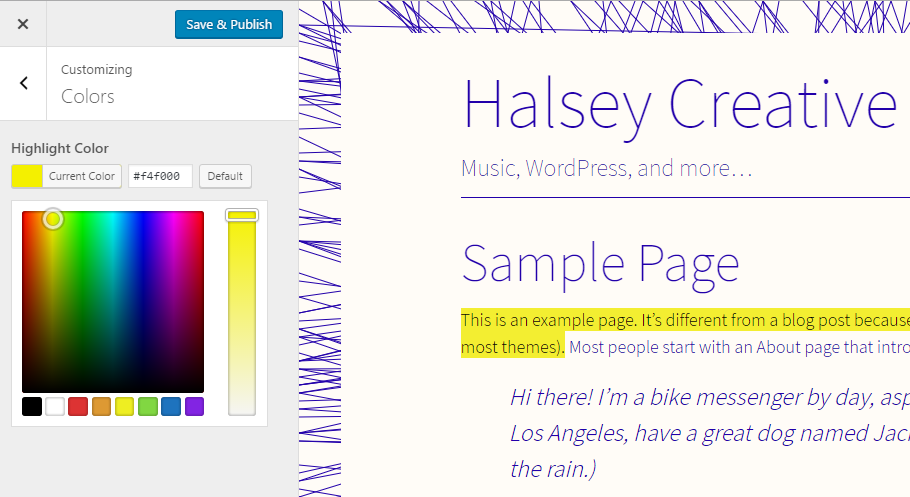 Save & Publish
Customizing
Colors
Highlight Color
Current Color
#f4f000
Default
Halsey Creative
Music, WordPress, and more…
Sample Page
This is an example page. It’s different from a blog post because
most themes). Most people start with an About page that intro
Hi there! I’m a bike messenger by day, asp
Los Angeles, have a great dog named Jac
the rain.)